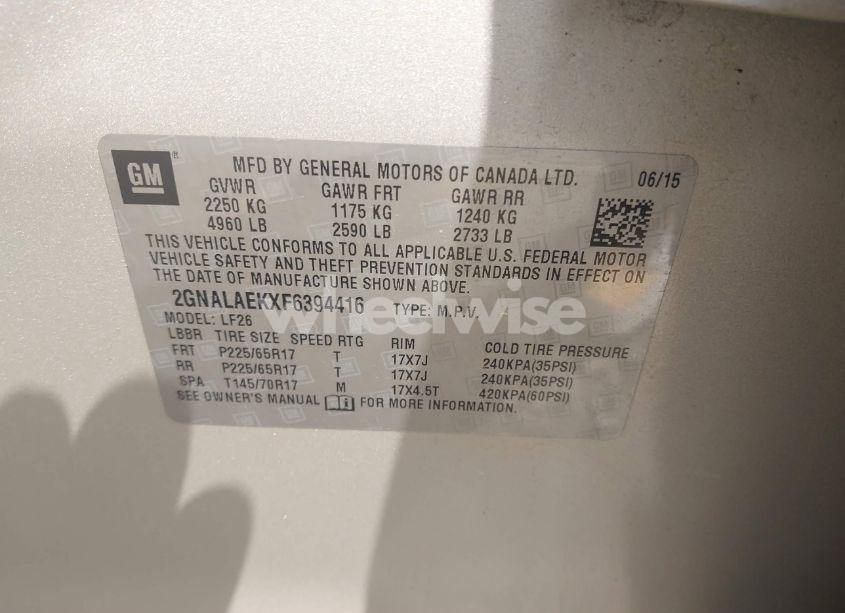 GM ®
MFD BY GENERAL MOTORS OF CANADA LTD. 06/15
GVWR GAWR FRT GAWR RR
2250 KG 1175 KG 1240 KG
4960 LB 2590 LB 2733 LB
THIS VEHICLE CONFORMS TO ALL APPLICABLE U.S. FEDERAL MOTOR
VEHICLE SAFETY AND THEFT PREVENTION STANDARDS IN EFFECT ON
THE DATE OF MANUFACTURE SHOWN ABOVE.
2GNALAEKXF6394416 TYPE: M.P.V.
wheelwise
MODEL: LF26
LBBR TIRE SIZE SPEED RTG RIM COLD TIRE PRESSURE
FRT P225/65R17 T 17X7J 240KPA(35PSI)
RR P225/65R17 T 17X7J 240KPA(35PSI)
SPA T145/70R17 M 17X4.5T 420KPA(60PSI)
SEE OWNER'S MANUAL i FOR MORE INFORMATION.